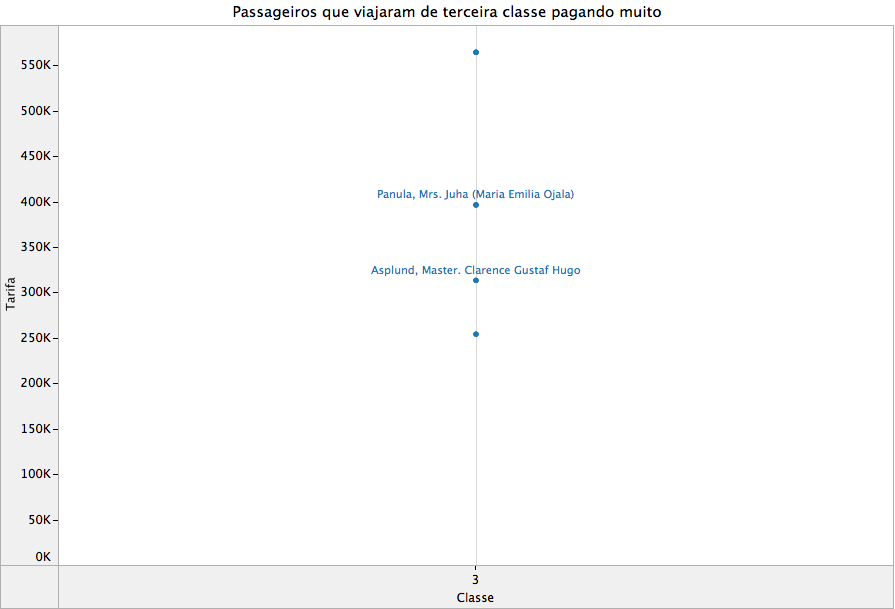 Passageiros que viajaram de terceira classe pagando muito
550K
500K
450K
400K
350K
300K
250K
200K
150K
100K
50K
0K
Tarifa
Panula, Mrs. Juha (Maria Emilia Ojala)
Asplund, Master. Clarence Gustaf Hugo
3
Classe